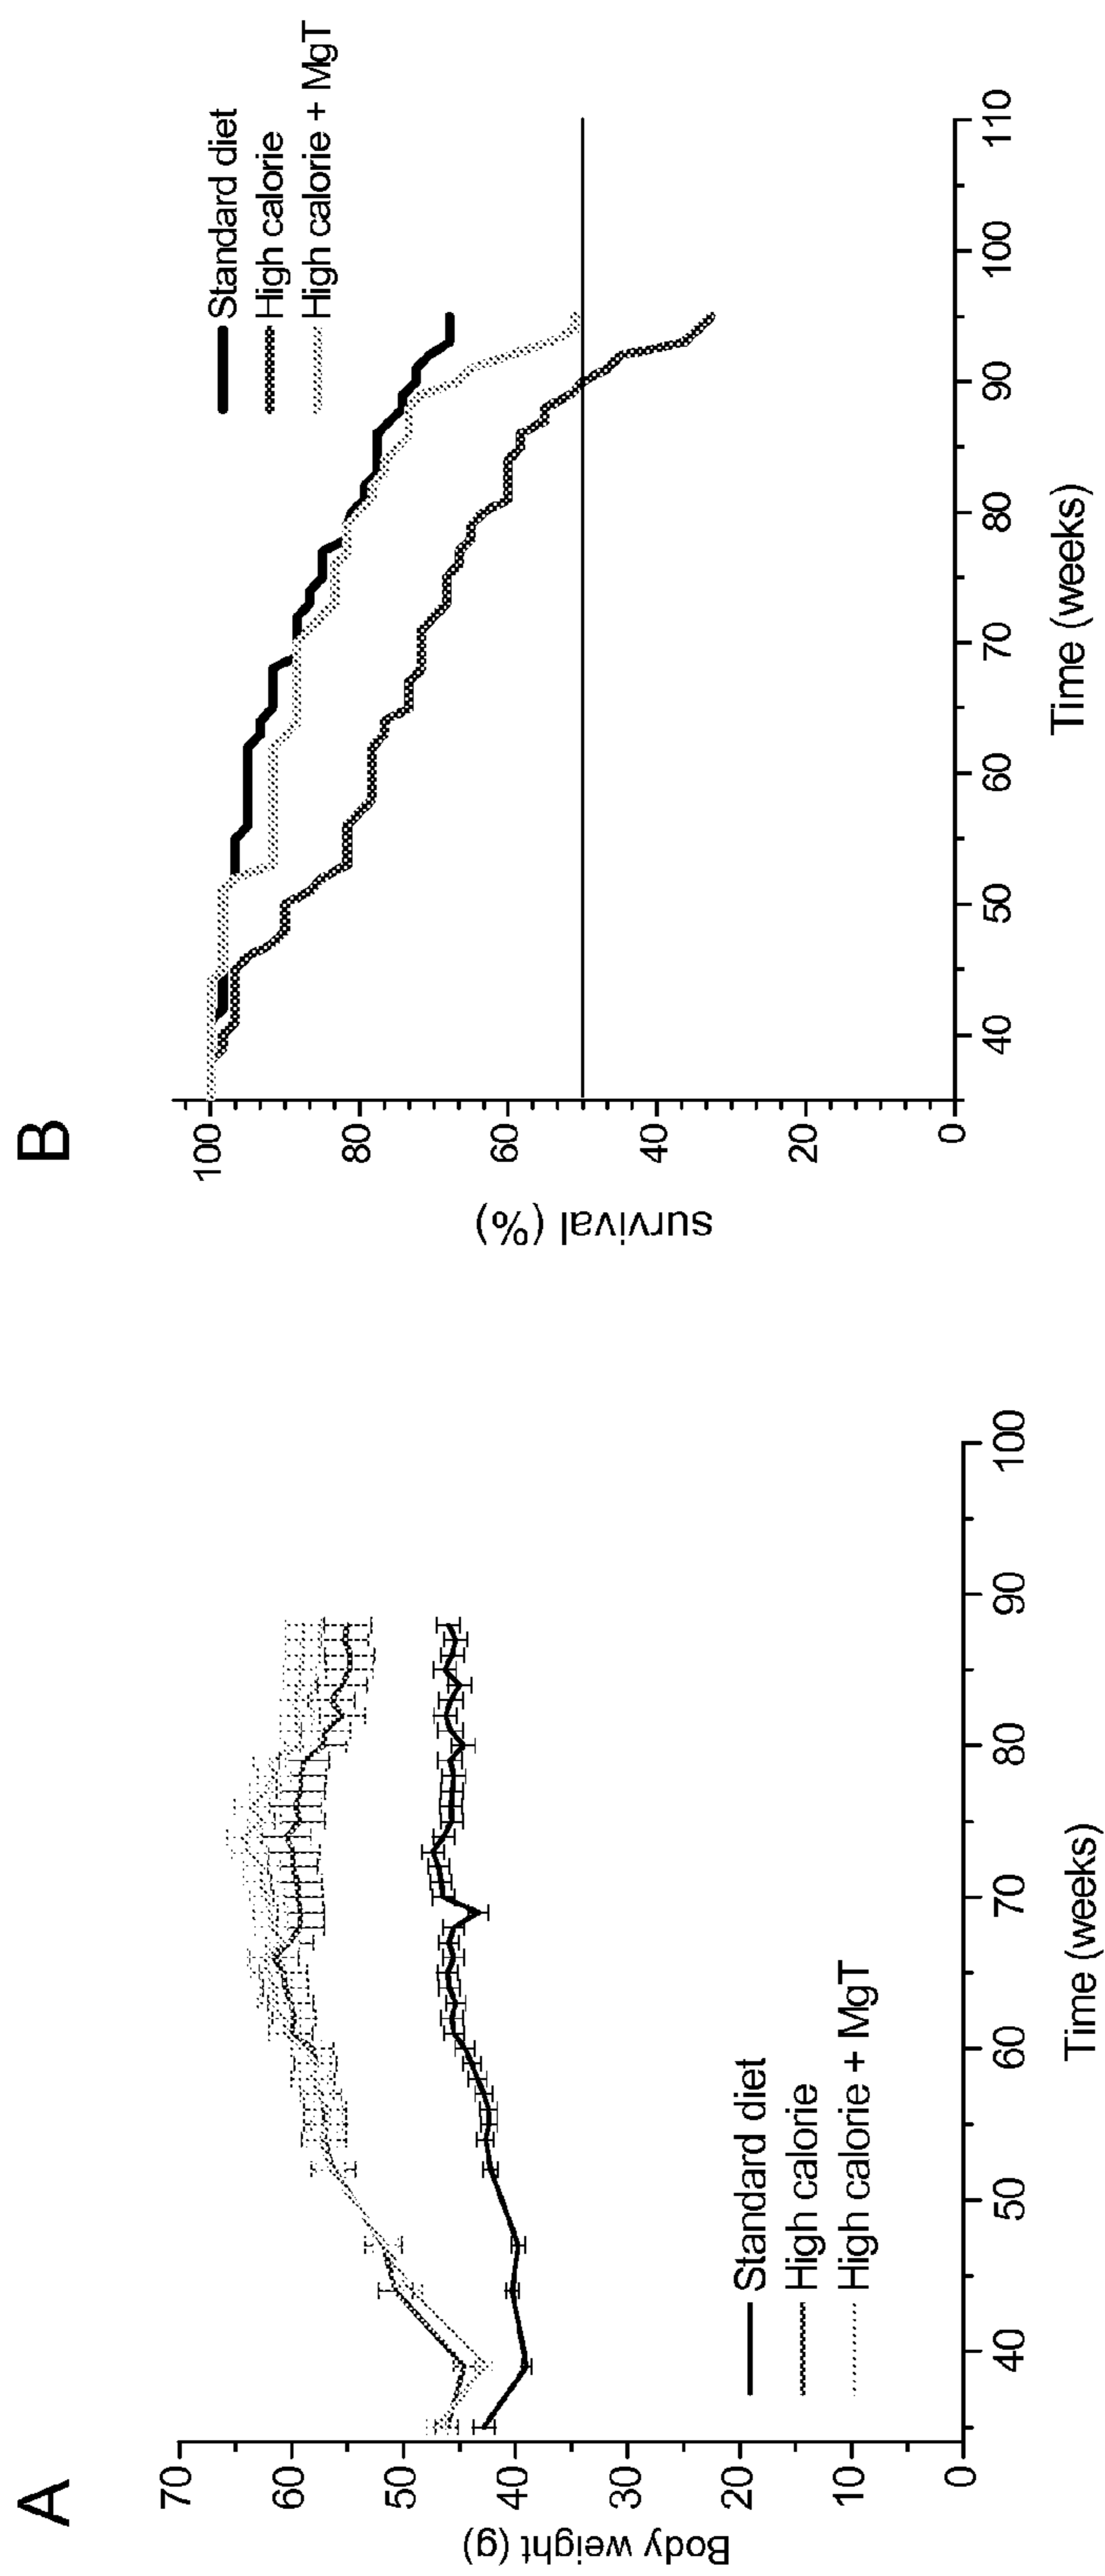 A
Body weight (g)
70
60
50
40
30
20
10
0
40
50
60
70
80
90
100
Time (weeks)
Standard diet
High calorie
High calorie + MgT
B
survival (%)
100
80
60
40
20
0
40
50
60
70
80
90
100
110
Time (weeks)
Standard diet
High calorie
High calorie + MgT